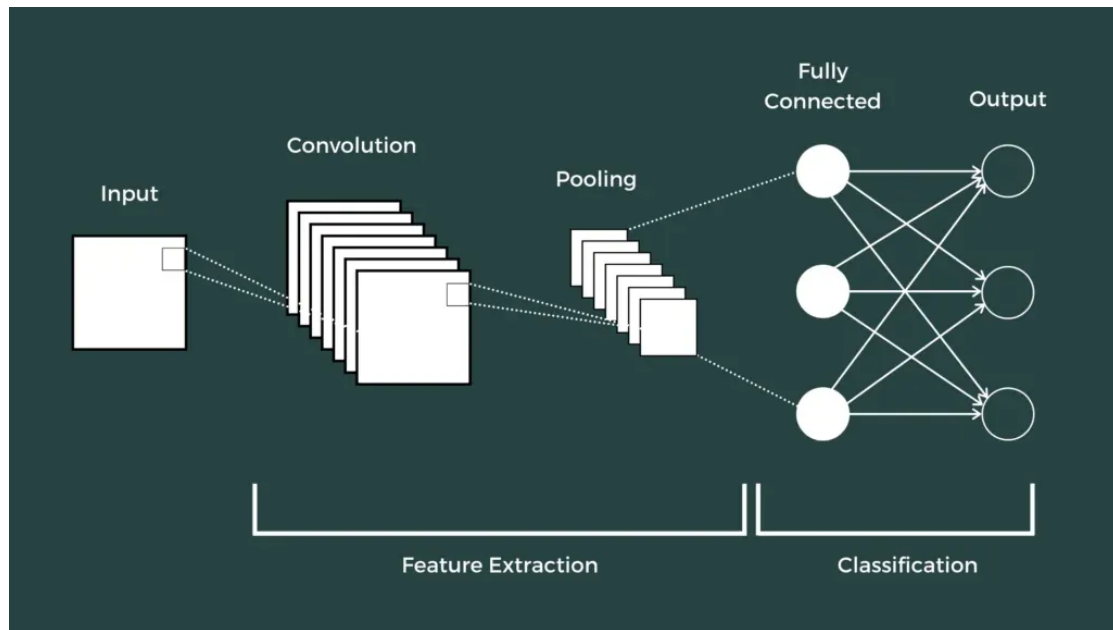 Input
Convolution
Pooling
Fully
Connected
Output
Feature Extraction
Classification